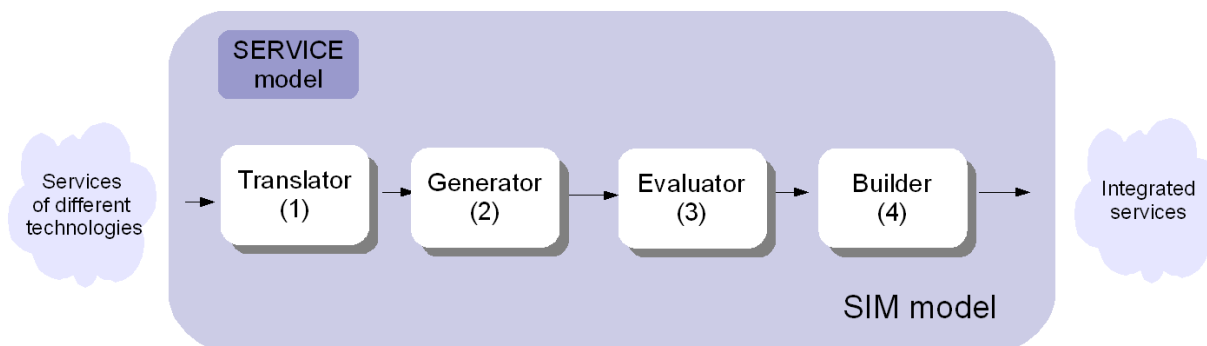 SERVICE
model
Services
of different
technologies
Translator
(1)
Generator
(2)
Evaluator
(3)
Builder
(4)
Integrated
services
SIM model